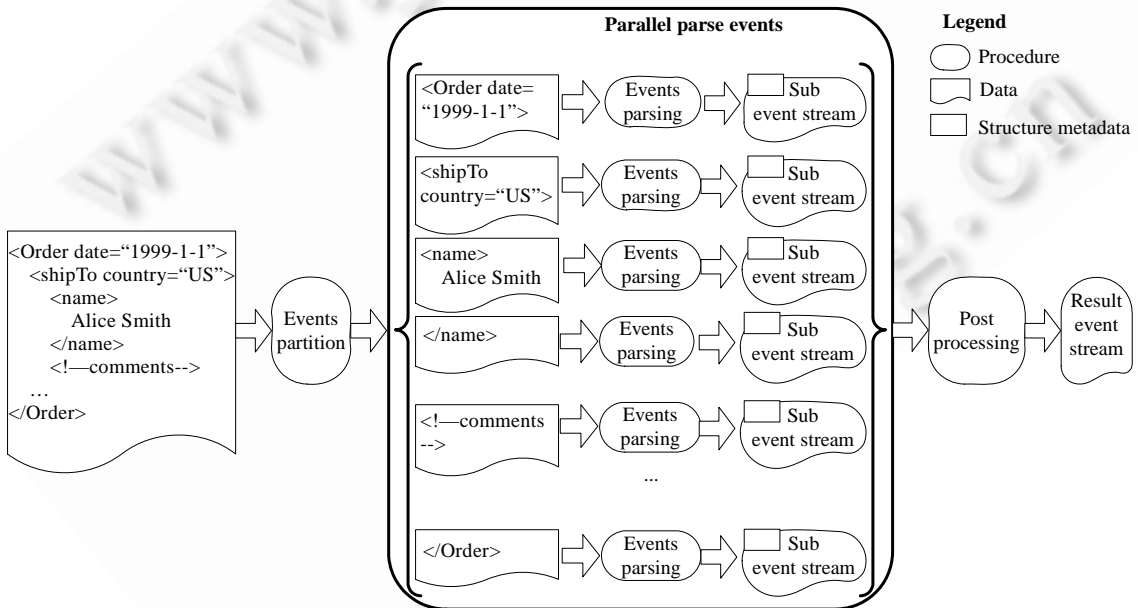 Parallel parse events
Legend
Procedure
Data
Structure metadata
<Order date=“1999-1-1”>
<shipTo country=“US”>
<name>
Alice Smith
</name>
<!—comments-->
…
</Order>
Events
partition
<Order date=
“1999-1-1”>
Events
parsing
Sub
event stream
<shipTo
country=“US”>
Events
parsing
Sub
event stream
<name>
Alice Smith
Events
parsing
Sub
event stream
</name>
Events
parsing
Sub
event stream
<!—comments
-->
Events
parsing
Sub
event stream
...
</Order>
Events
parsing
Sub
event stream
Post
processing
Result
event
stream